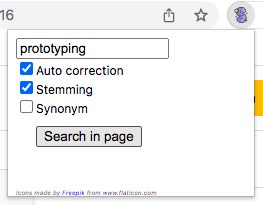 16
prototyping
Auto correction
Stemming
Synonym
Search in page
Icons made by Freepik from www.flaticon.com